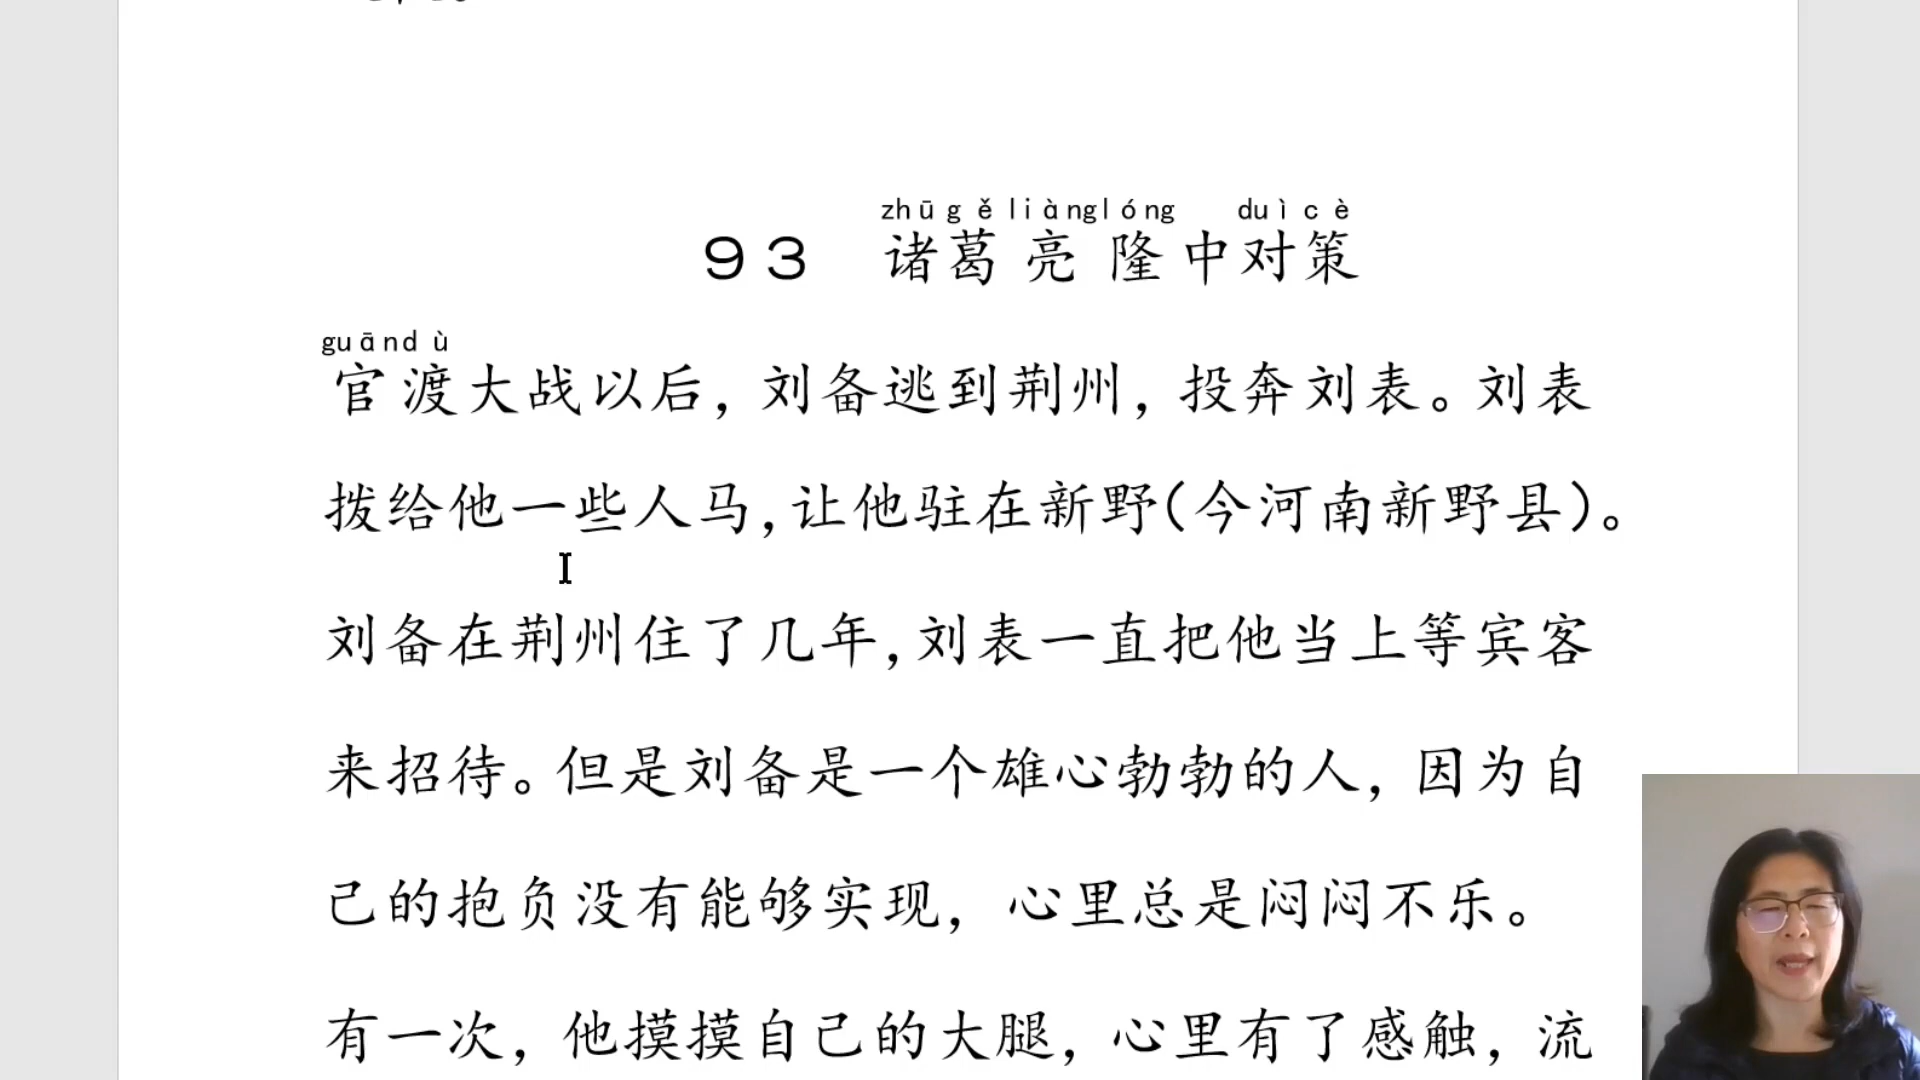 zhūgě liàng lóng duìcè
93 诸葛亮隆中对策
guāndù
官渡大战以后，刘备逃到荆州，投奔刘表。刘表
拨给他一些人马，让他驻在新野（今河南新野县）。
刘备在荆州住了几年，刘表一直把他当上等宾客
来招待。但是刘备是一个雄心勃勃的人，因为自
己的抱负没有能够实现，心里总是闷闷不乐。
有一次，他摸摸自己的大腿，心里有了感触，流